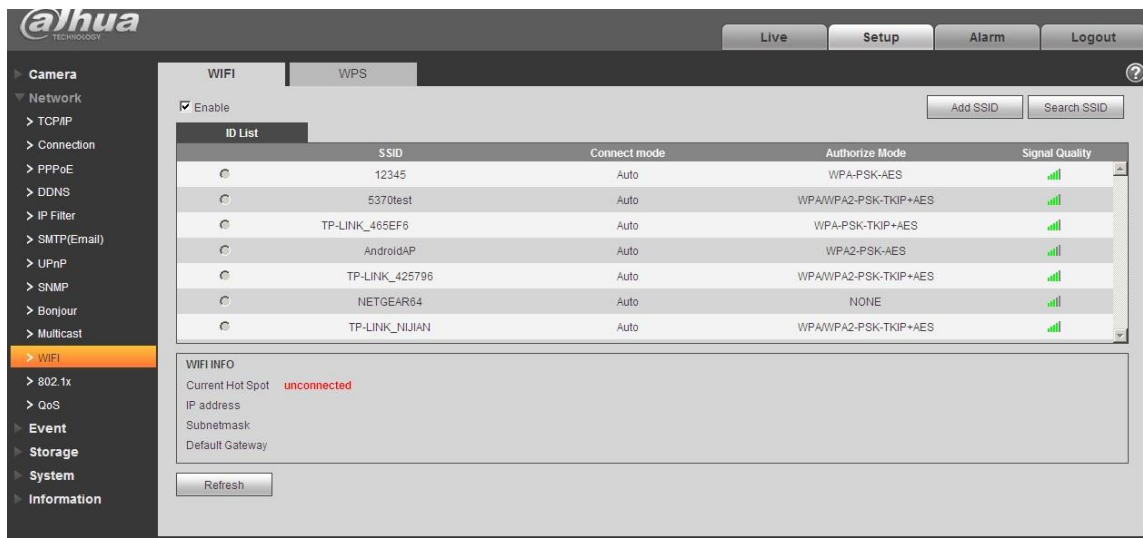 alhua
TECHNOLOGY
Live Setup Alarm Logout
Camera
Network
> TCP/IP
> Connection
> PPPoE
> DDNS
> IP Filter
> SMTP(Email)
> UPnP
> SNMP
> Bonjour
> Multicast
> WIFI
> 802.1x
> QoS
Event
Storage
System
Information
WIFI WPS
?
Enable Add SSID Search SSID
ID List
SSID Connect mode Authorize Mode Signal Quality
12345 Auto WPA-PSK-AES
5370test Auto WPA/WPA2-PSK-TKIP+AES
TP-LINK_465EF6 Auto WPA-PSK-TKIP+AES
AndroidAP Auto WPA2-PSK-AES
TP-LINK_425796 Auto WPA/WPA2-PSK-TKIP+AES
NETGEAR64 Auto NONE
TP-LINK_NIJIAN Auto WPA/WPA2-PSK-TKIP+AES
WIFI INFO
Current Hot Spot unconnected
IP address
Subnetmask
Default Gateway
Refresh